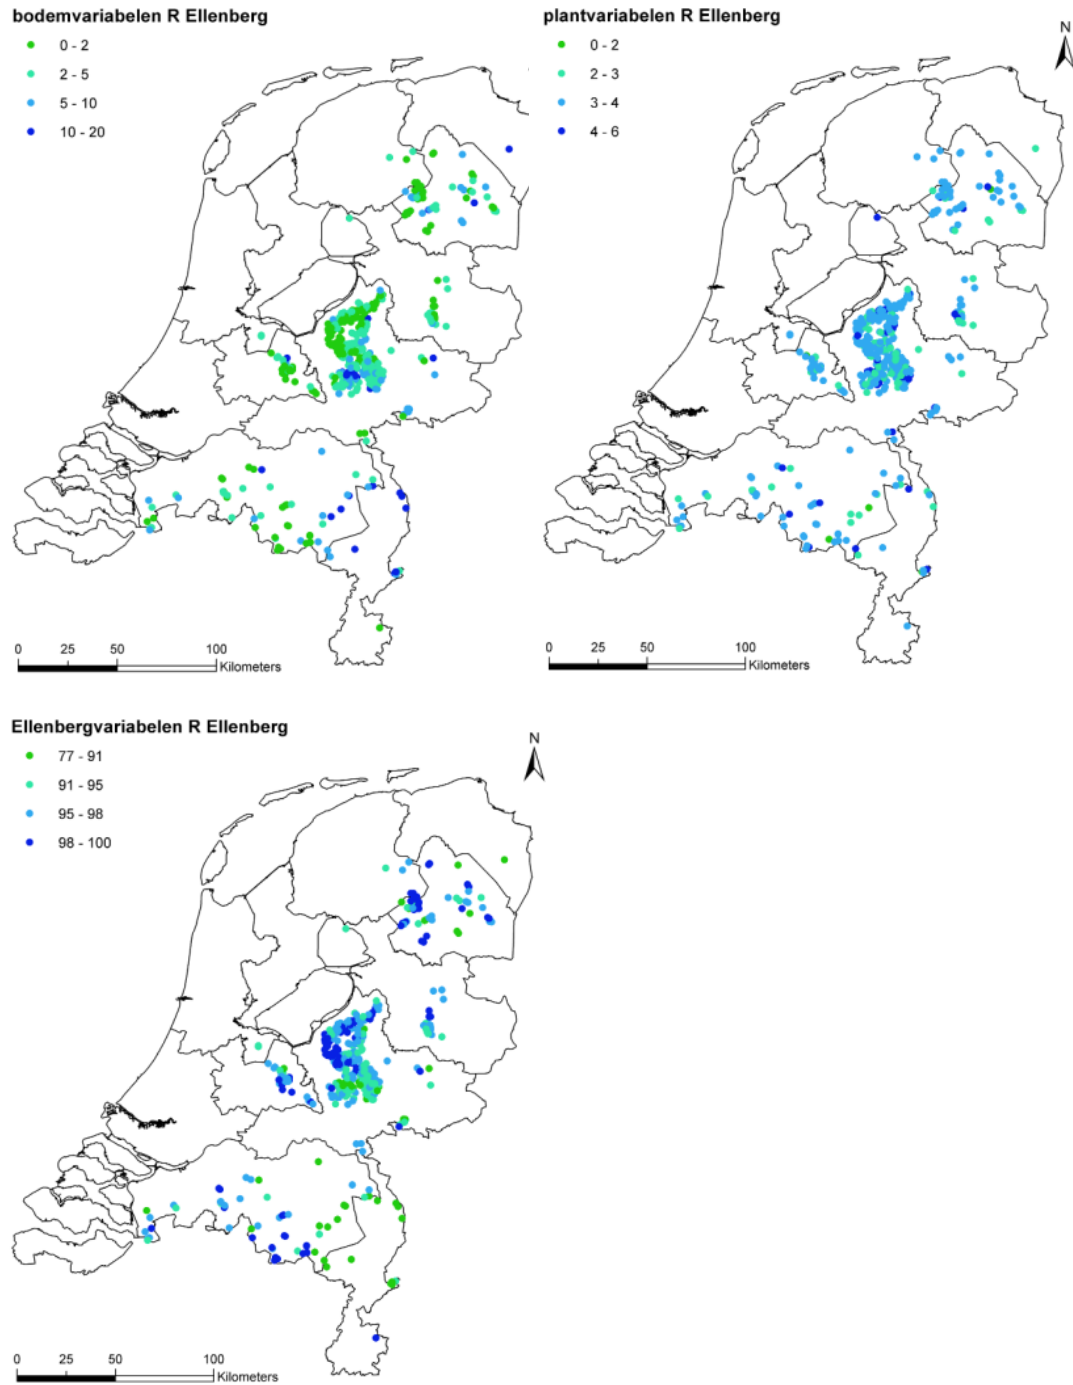 bodemvariabelen R Ellenberg
0 - 2
2 - 5
5 - 10
10 - 20
0 25 50 100
Kilometers
plantvariabelen R Ellenberg
N
0 - 2
2 - 3
3 - 4
4 - 6
0 25 50 100
Kilometers
Ellenbergvariabelen R Ellenberg
N
77 - 91
91 - 95
95 - 98
98 - 100
0 25 50 100
Kilometers